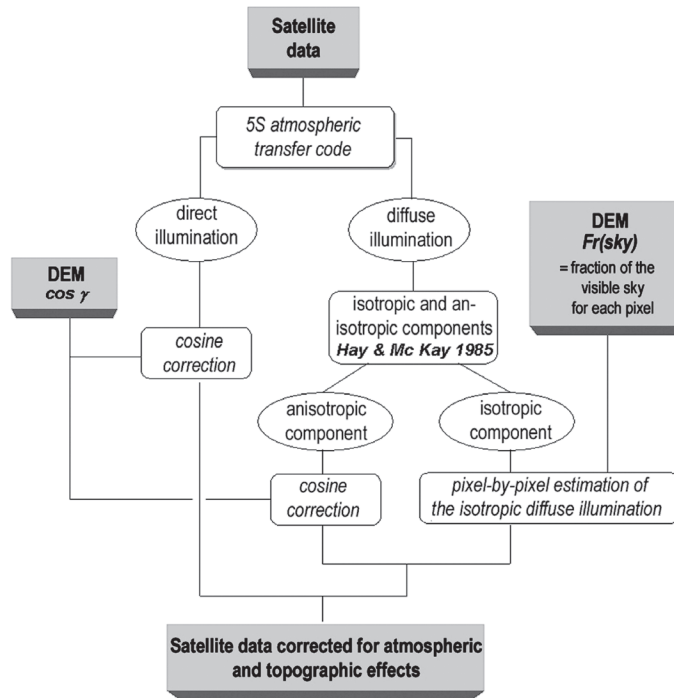 Satellite
data
5S atmospheric
transfer code
direct
illumination
diffuse
illumination
DEM
Fr(sky)
= fraction of the
visible sky
for each pixel
DEM
cos γ
isotropic and an-
isotropic components
Hay & Mc Kay 1985
cosine
correction
anisotropic
component
isotropic
component
cosine
correction
pixel-by-pixel estimation of
the isotropic diffuse illumination
Satellite data corrected for atmospheric
and topographic effects